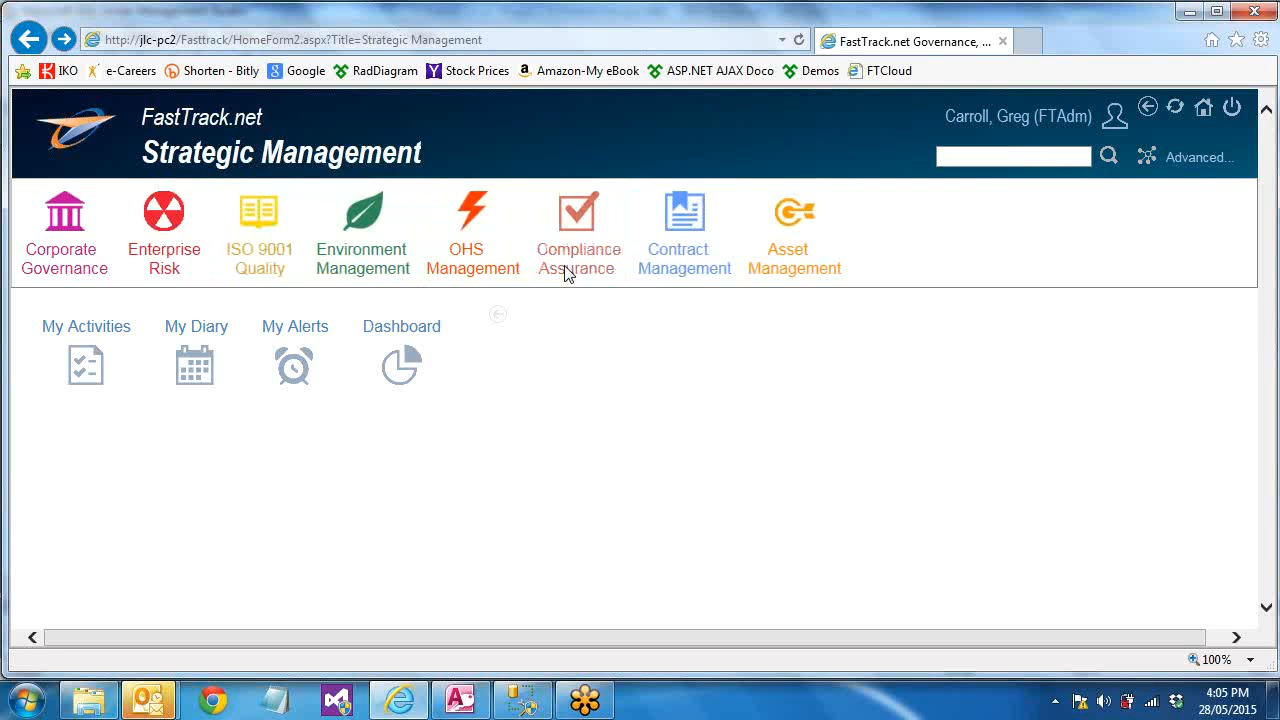 http://jlc-pc2/Fasttrack/HomeForm2.aspx?Title=Strategic Management
FastTrack.net Governance, ...
IKO e-Careers Shorten - Bitly Google RadDiagram Stock Prices Amazon-My eBook ASP.NET AJAX Doco Demos FTCloud
FastTrack.net
Strategic Management
Carroll, Greg (FTAdm)
Advanced...
Corporate Governance
Enterprise Risk
ISO 9001 Quality
Environment Management
OHS Management
Compliance Assurance
Contract Management
Asset Management
My Activities My Diary My Alerts Dashboard
100%
4:05 PM
28/05/2015